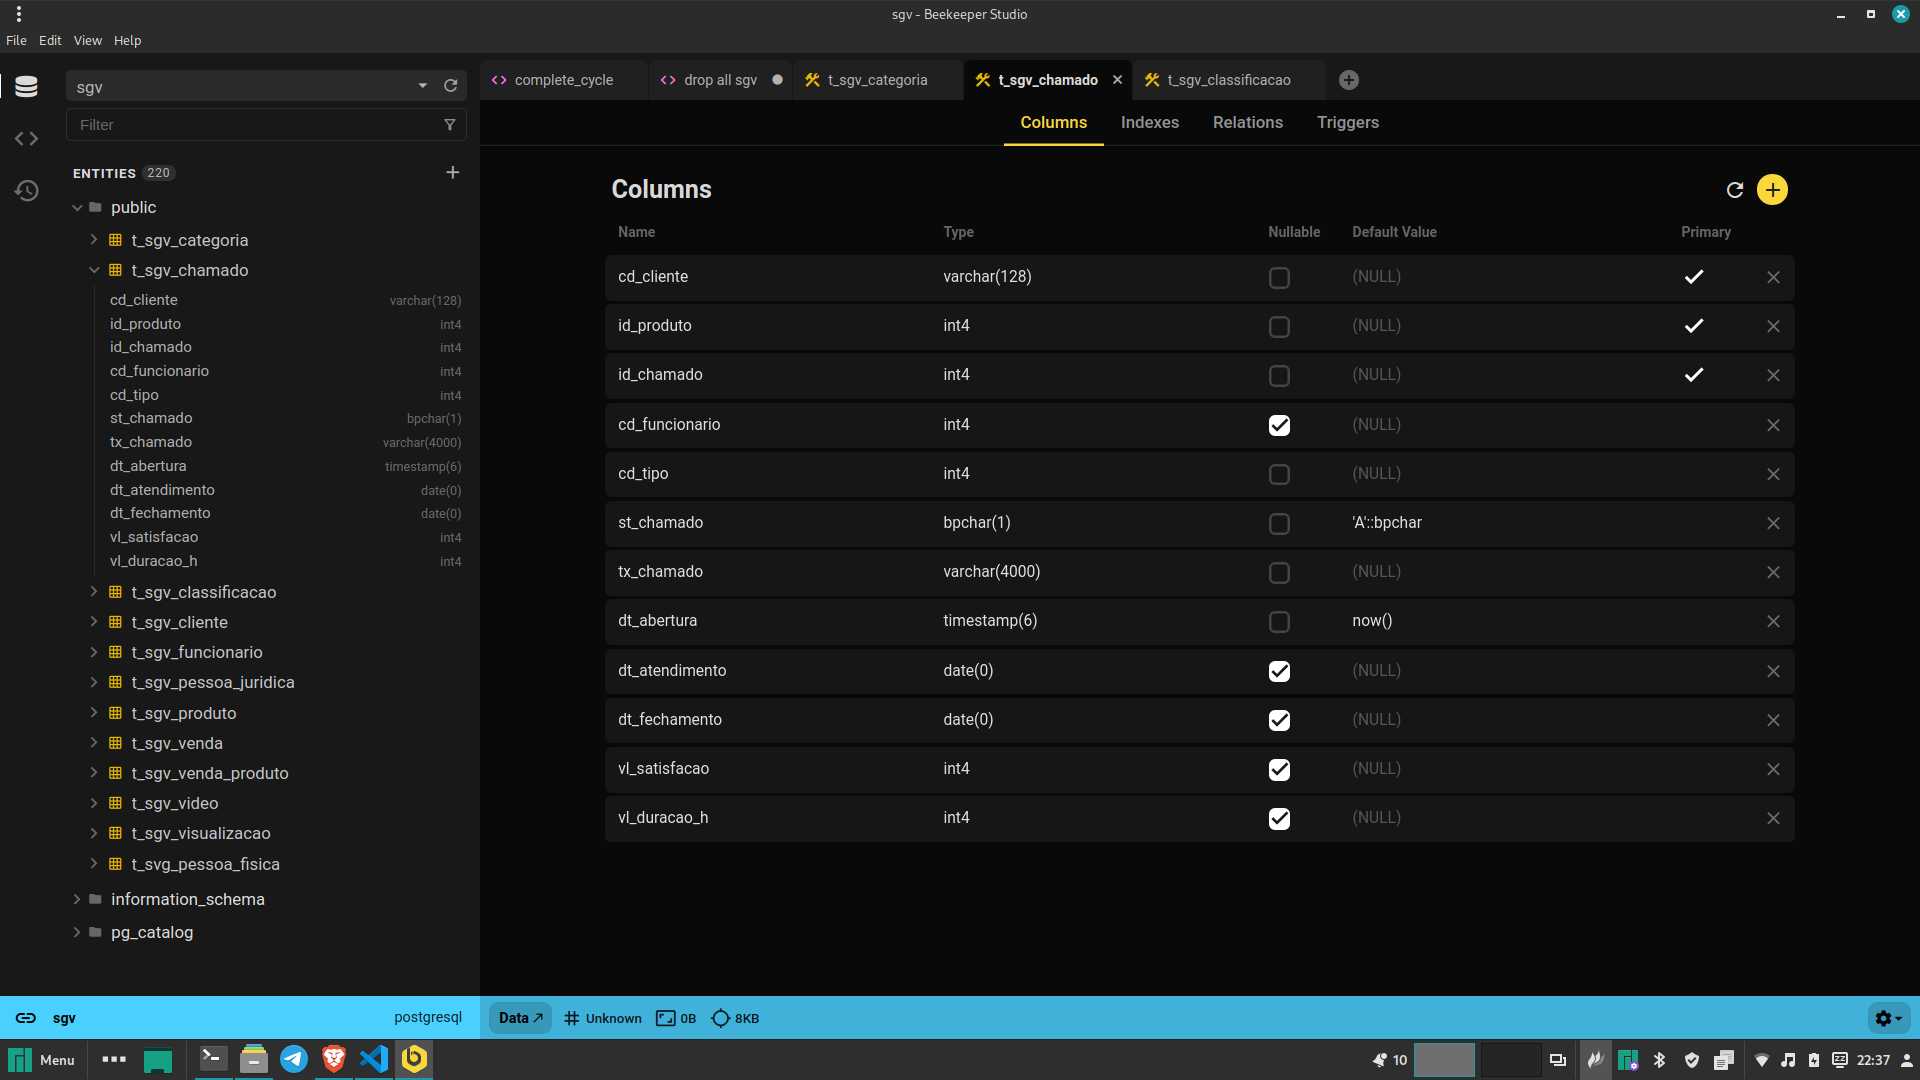 sgv - Beekeeper Studio
File Edit View Help
sgv
Filter
ENTITIES 220
public
t_sgv_categoria
t_sgv_chamado
cd_cliente varchar(128)
id_produto int4
id_chamado int4
cd_funcionario int4
cd_tipo int4
st_chamado bpchar(1)
tx_chamado varchar(4000)
dt_abertura timestamp(6)
dt_atendimento date(0)
dt_fechamento date(0)
vl_satisfacao int4
vl_duracao_h int4
t_sgv_classificacao
t_sgv_cliente
t_sgv_funcionario
t_sgv_pessoa_juridica
t_sgv_produto
t_sgv_venda
t_sgv_venda_produto
t_sgv_video
t_sgv_visualizacao
t_svg_pessoa_fisica
information_schema
pg_catalog
complete_cycle drop all sgv t_sgv_categoria t_sgv_chamado t_sgv_classificacao
Columns Indexes Relations Triggers
Columns
Name Type Nullable Default Value Primary
cd_cliente varchar(128) (NULL)
id_produto int4 (NULL)
id_chamado int4 (NULL)
cd_funcionario int4 (NULL)
cd_tipo int4 (NULL)
st_chamado bpchar(1) 'A'::bpchar
tx_chamado varchar(4000) (NULL)
dt_abertura timestamp(6) now()
dt_atendimento date(0) (NULL)
dt_fechamento date(0) (NULL)
vl_satisfacao int4 (NULL)
vl_duracao_h int4 (NULL)
sgv postgresql Data Unknown 0B 8KB
Menu 10 22:37